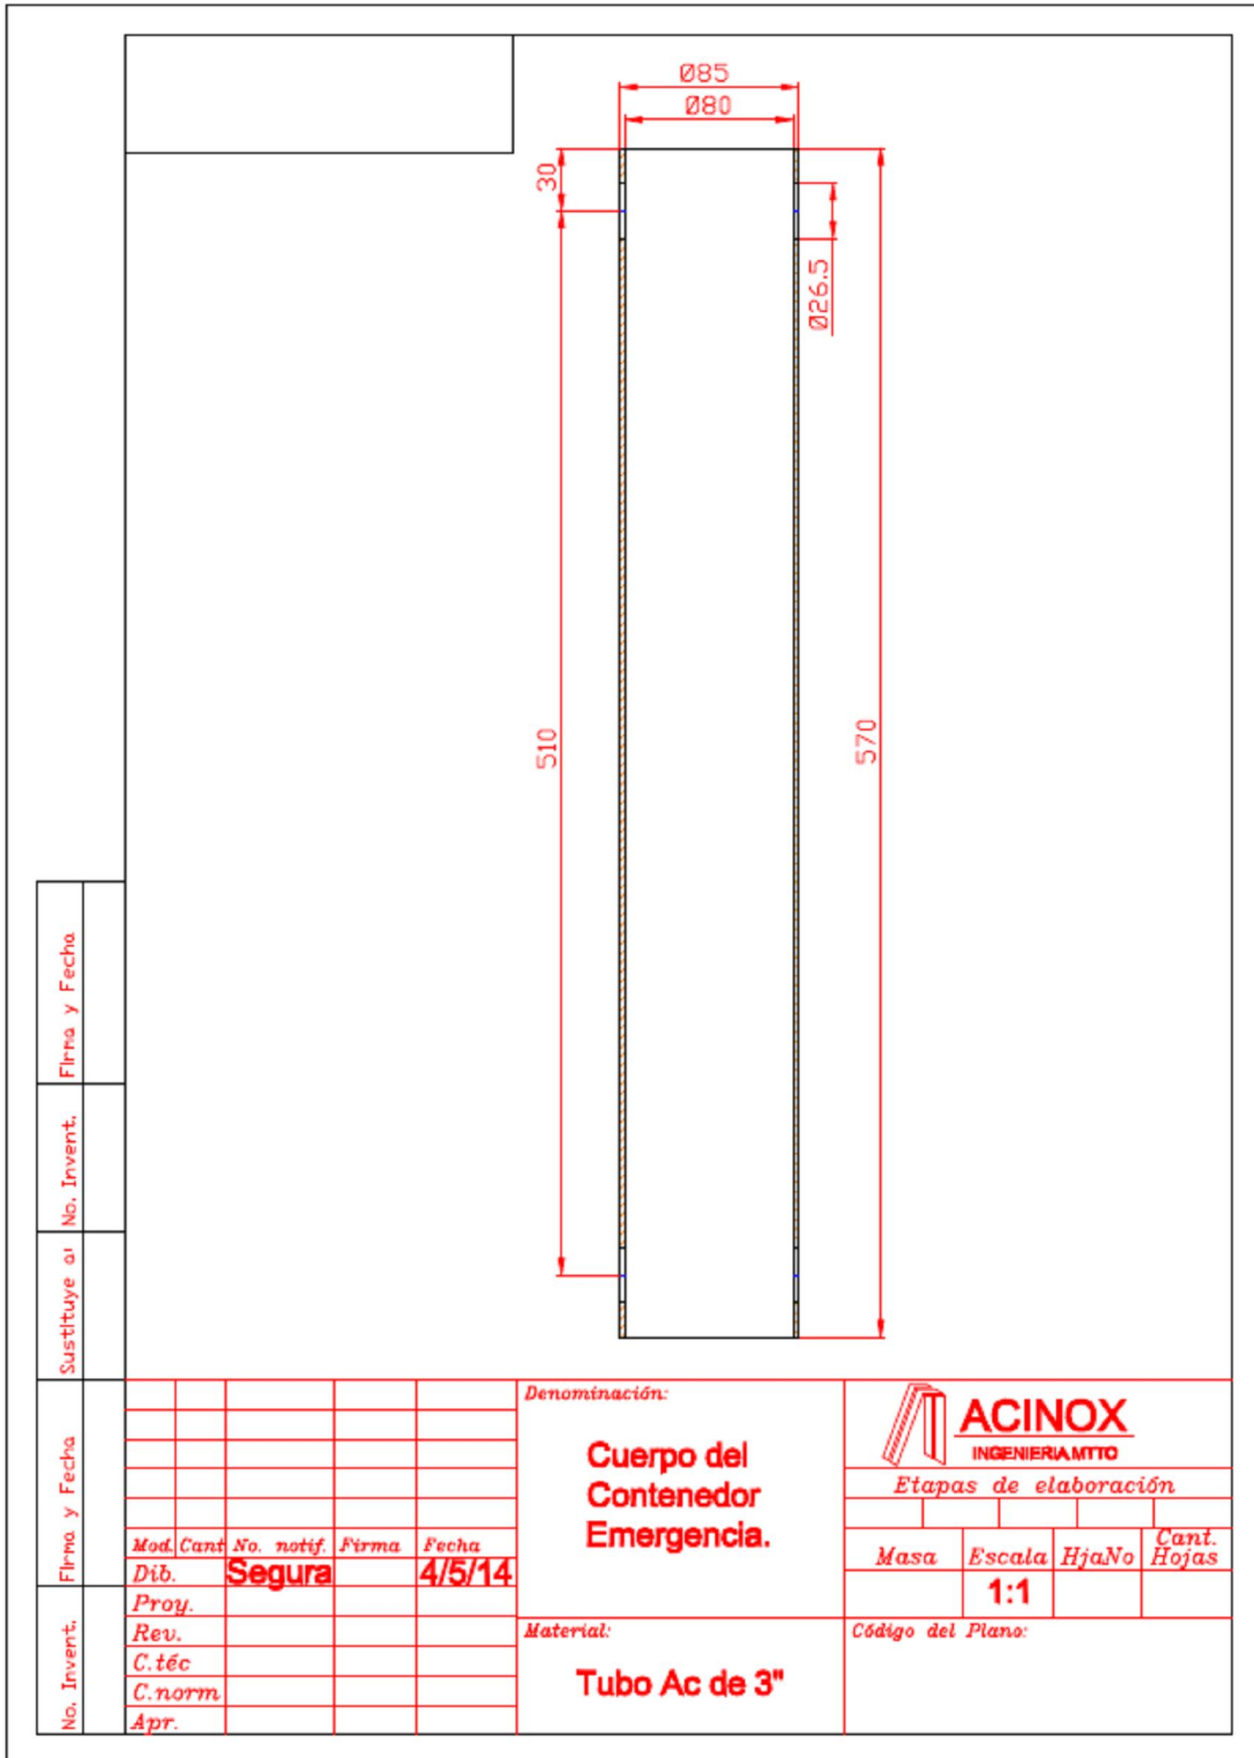 Ø85
Ø80
30
Ø26.5
510
570
Firma y Fecha
No. Invent.
Sustituye al
Firma y Fecha
No. Invent.
Mod. Cant No. notif. Firma Fecha
Dib. Segura 4/5/14
Proy.
Rev.
C.téc
C.norm
Apr.
Denominación:
Cuerpo del
Contenedor
Emergencia.
Material:
Tubo Ac de 3"
ACINOX
INGENIERIA MTTO
Etapas de elaboración
Masa Escala HjaNo Cant. Hojas
1:1
Código del Plano: